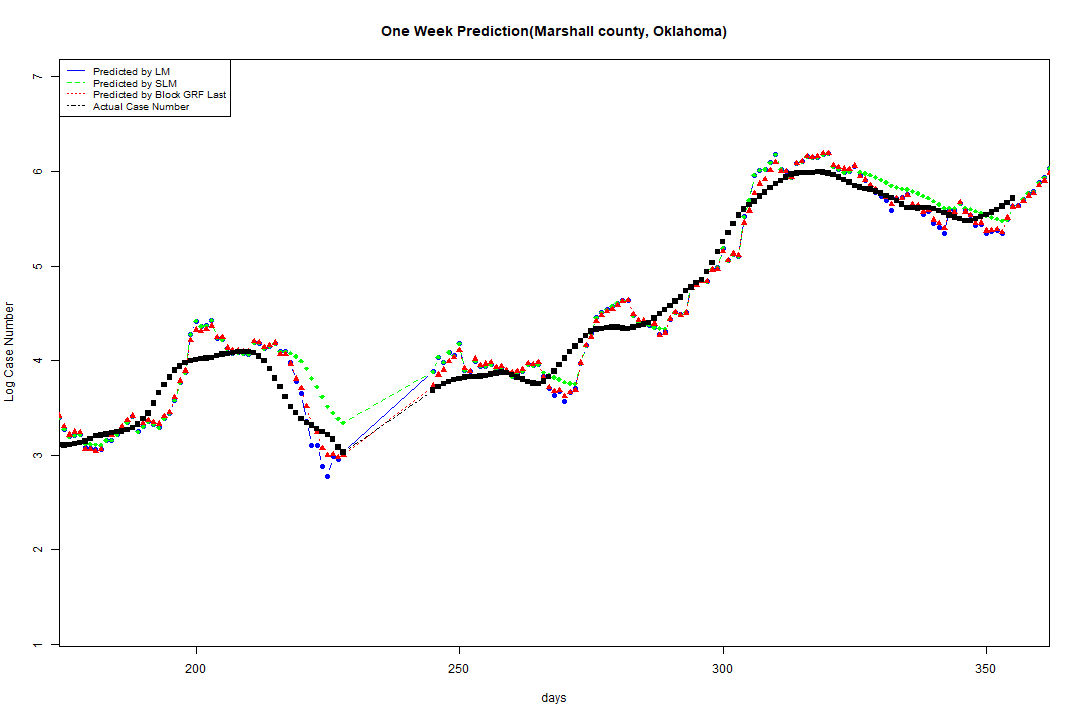 One Week Prediction(Marshall county, Oklahoma)
Predicted by LM
Predicted by SLM
Predicted by Block GRF Last
Actual Case Number
7
6
5
4
3
2
1
Log Case Number
200 250 300 350
days